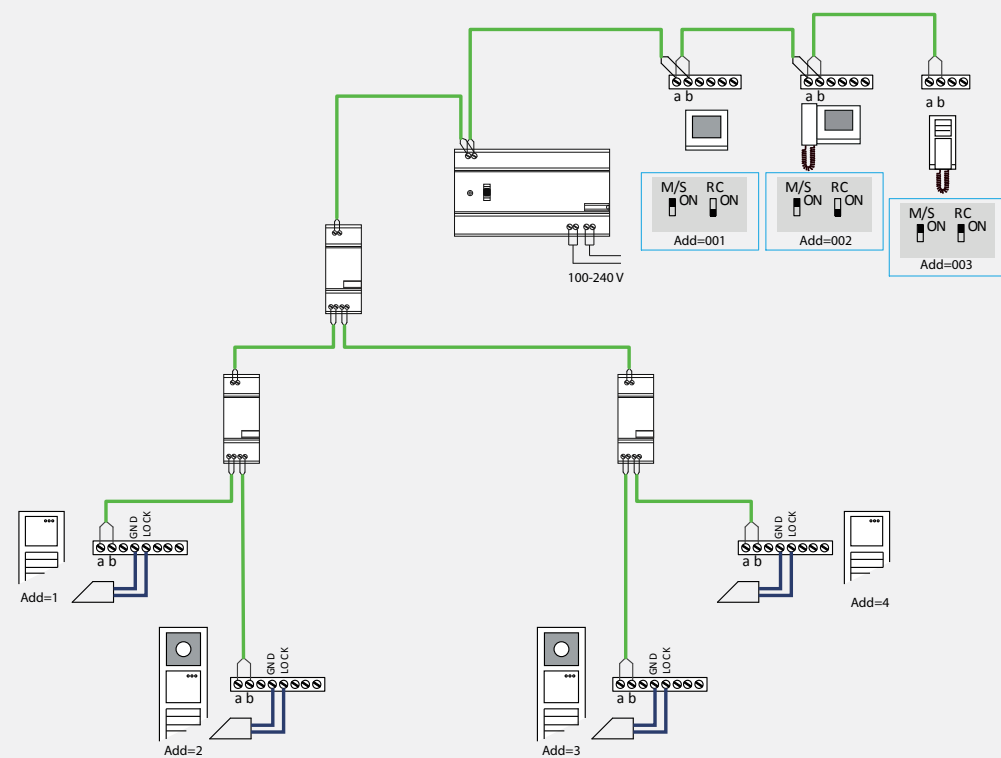 a b
a b
a b
M/S RC
ON ON
Add=001
M/S RC
ON ON
Add=002
M/S RC
ON ON
Add=003
100-240 V
GND
LOCK
a b
Add=1
GND
LOCK
a b
Add=4
GND
LOCK
a b
Add=2
GND
LOCK
a b
Add=3